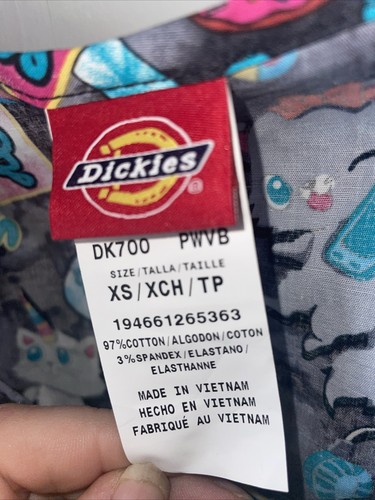 Dickies
®
DK700 PWVB
SIZE/TALLA/TAILLE
XS/XCH/TP
194661265363
97%COTTON/ALGODON/COTON
3%SPANDEX/ELASTANO/
ELASTHANNE
MADE IN VIETNAM
HECHO EN VIETNAM
FABRIQUÉ AU VIETNAM